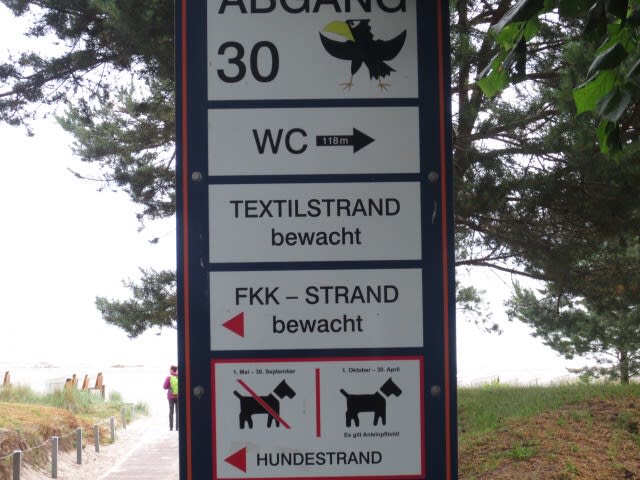 ABGANG
30
WC 118m
TEXTILSTRAND
bewacht
FKK – STRAND
bewacht
1. Mai – 30. September
1. Oktober – 30. April
Es gilt Anleinpflicht!
HUNDESTRAND